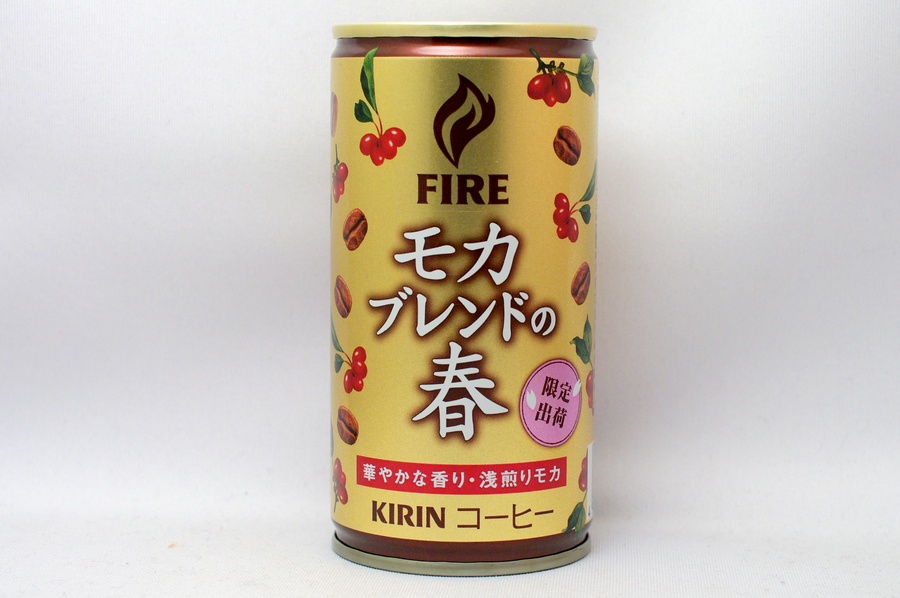 FIRE
モカ
ブレンドの
春
限定
出荷
華やかな香り・浅煎りモカ
KIRIN コーヒー